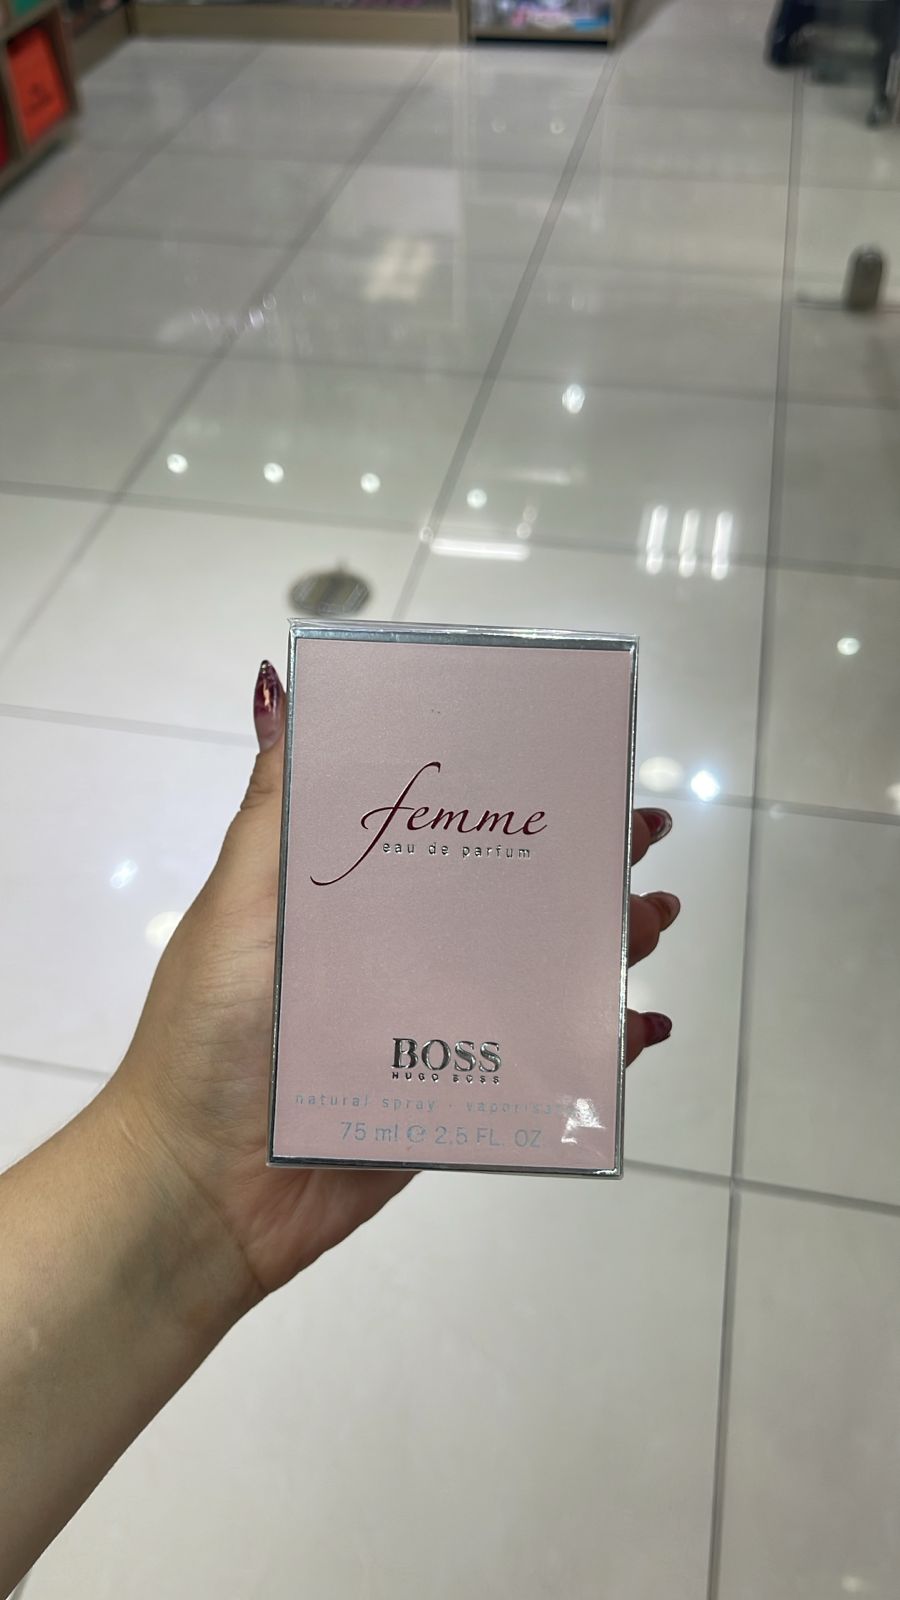 femme
eau de parfum
BOSS
HUGO BOSS
natural spray · 
75 ml e 2.5 FL. OZ